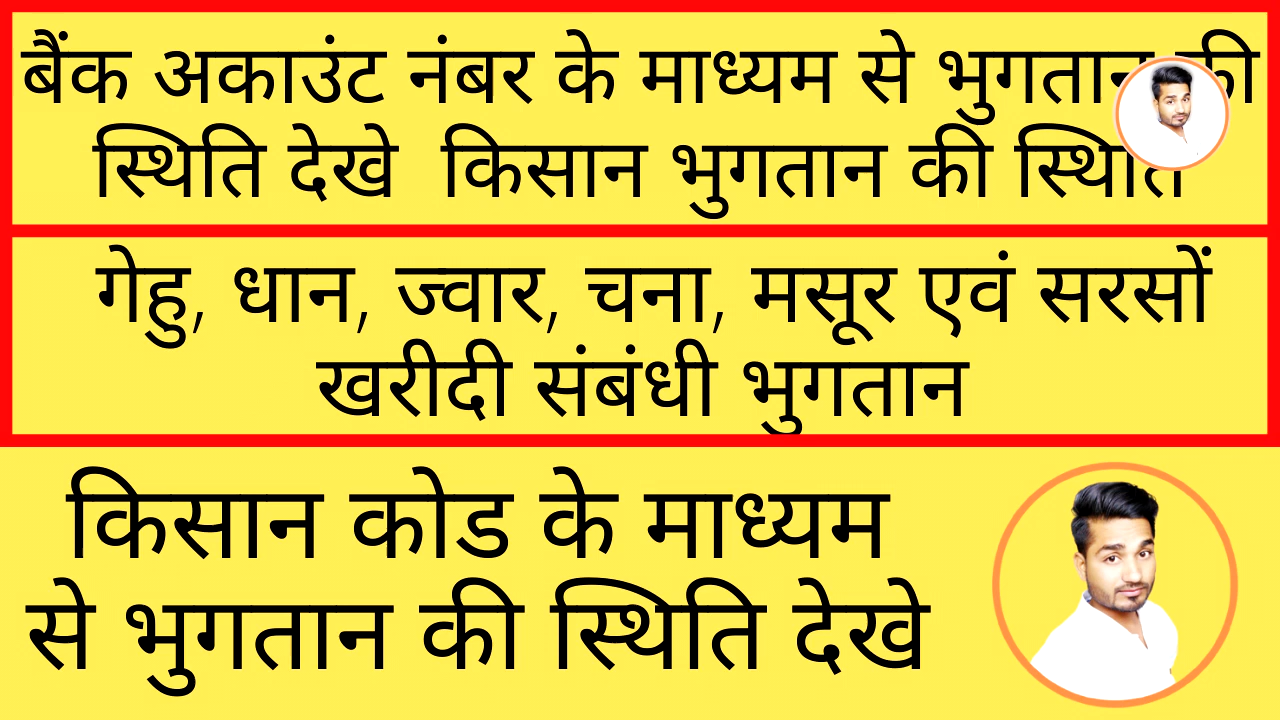 बैंक अकाउंट नंबर के माध्यम से भुगतान की
स्थिति देखे किसान भुगतान की स्थिति
गेहु, धान, ज्वार, चना, मसूर एवं सरसों
खरीदी संबंधी भुगतान
किसान कोड के माध्यम
से भुगतान की स्थिति देखे